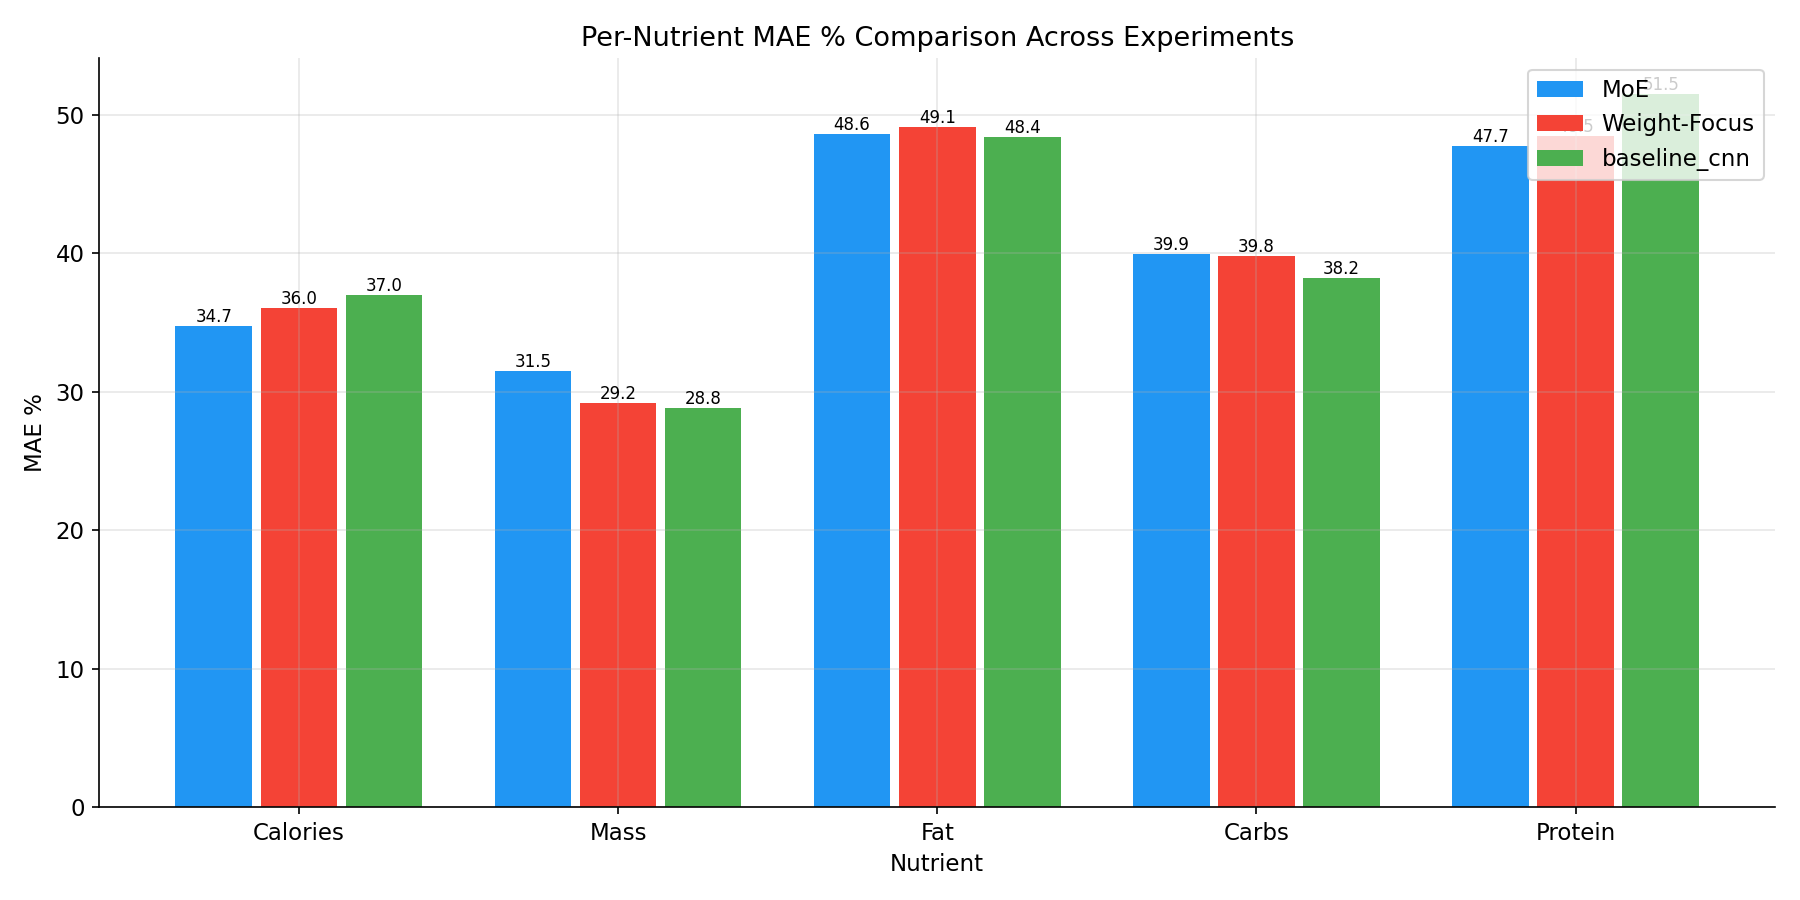 Per-Nutrient MAE % Comparison Across Experiments
MoE
Weight-Focus
baseline_cnn
51.5
50
40
30
20
10
0
MAE %
34.7
36.0
37.0
31.5
29.2
28.8
48.6
49.1
48.4
39.9
39.8
38.2
47.7
Calories
Mass
Fat
Carbs
Protein
Nutrient